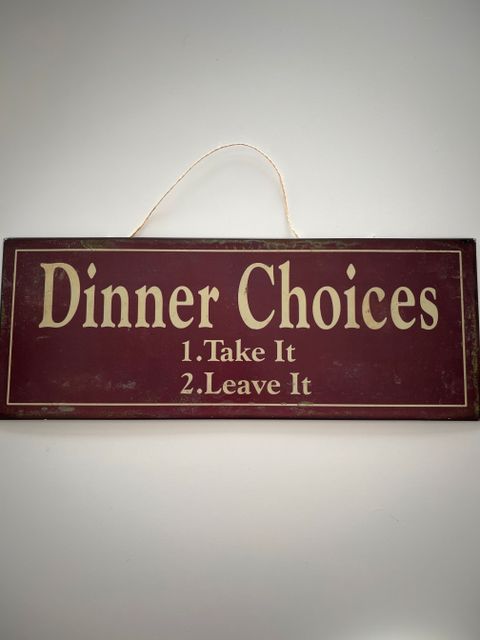 Dinner Choices
1.Take It
2.Leave It